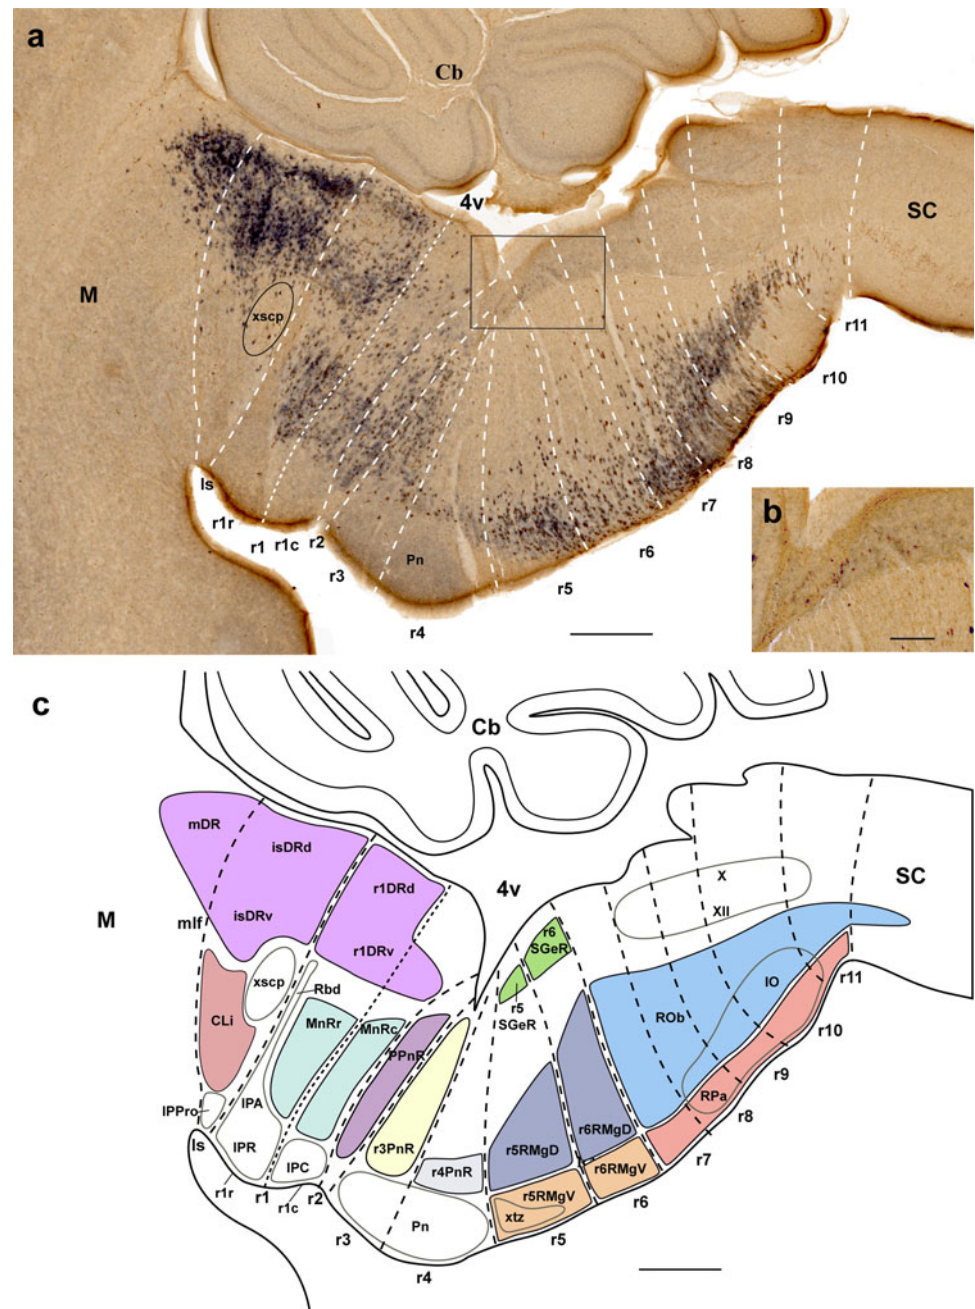 a
Cb
4v
SC
M
xscp
r11
r10
r9
r8
ls
r7
r1r
b
r1
r1c
r2
r6
Pn
r3
r5
r4
c
Cb
mDR
isDRd
r1DRd
X
4v
SC
M
mlf
isDRv
XII
r6
SGeR
r1DRv
xscp
Rbd
r5
SGeR
IO
r11
CLi
MnRr
MnRc
ROb
r10
PPnR
r9
RPa
IPPro
IPA
r6RMgD
r8
ls
IPR
r3PnR
r5RMgD
r7
IPC
r4PnR
r6RMgV
r1r
r1
r2
r5RMgV
r6
r1c
xtz
Pn
r3
r5
r4